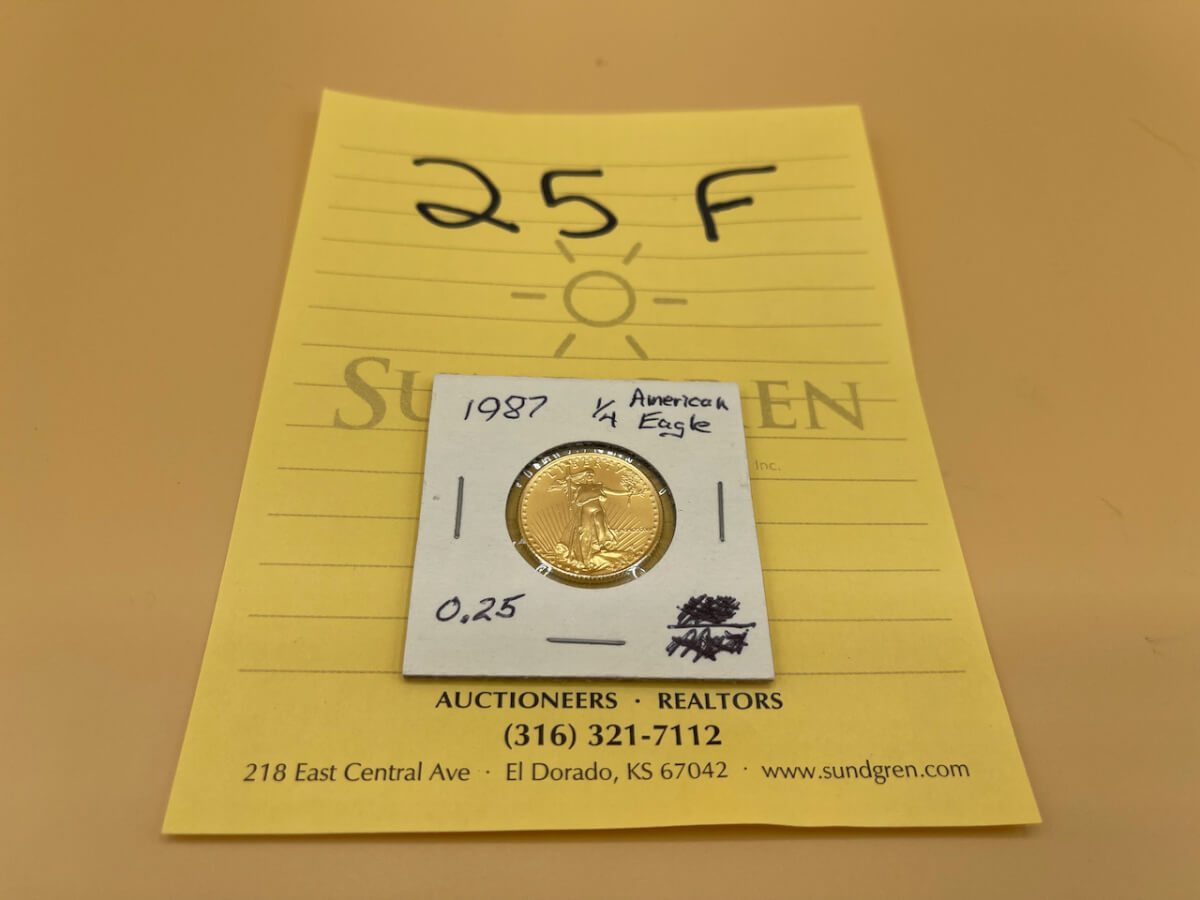 25 F
1987 1/4 American
Eagle
Inc.
LIBERTY
0.25
AUCTIONEERS · REALTORS
(316) 321-7112
218 East Central Ave · El Dorado, KS 67042 · www.sundgren.com